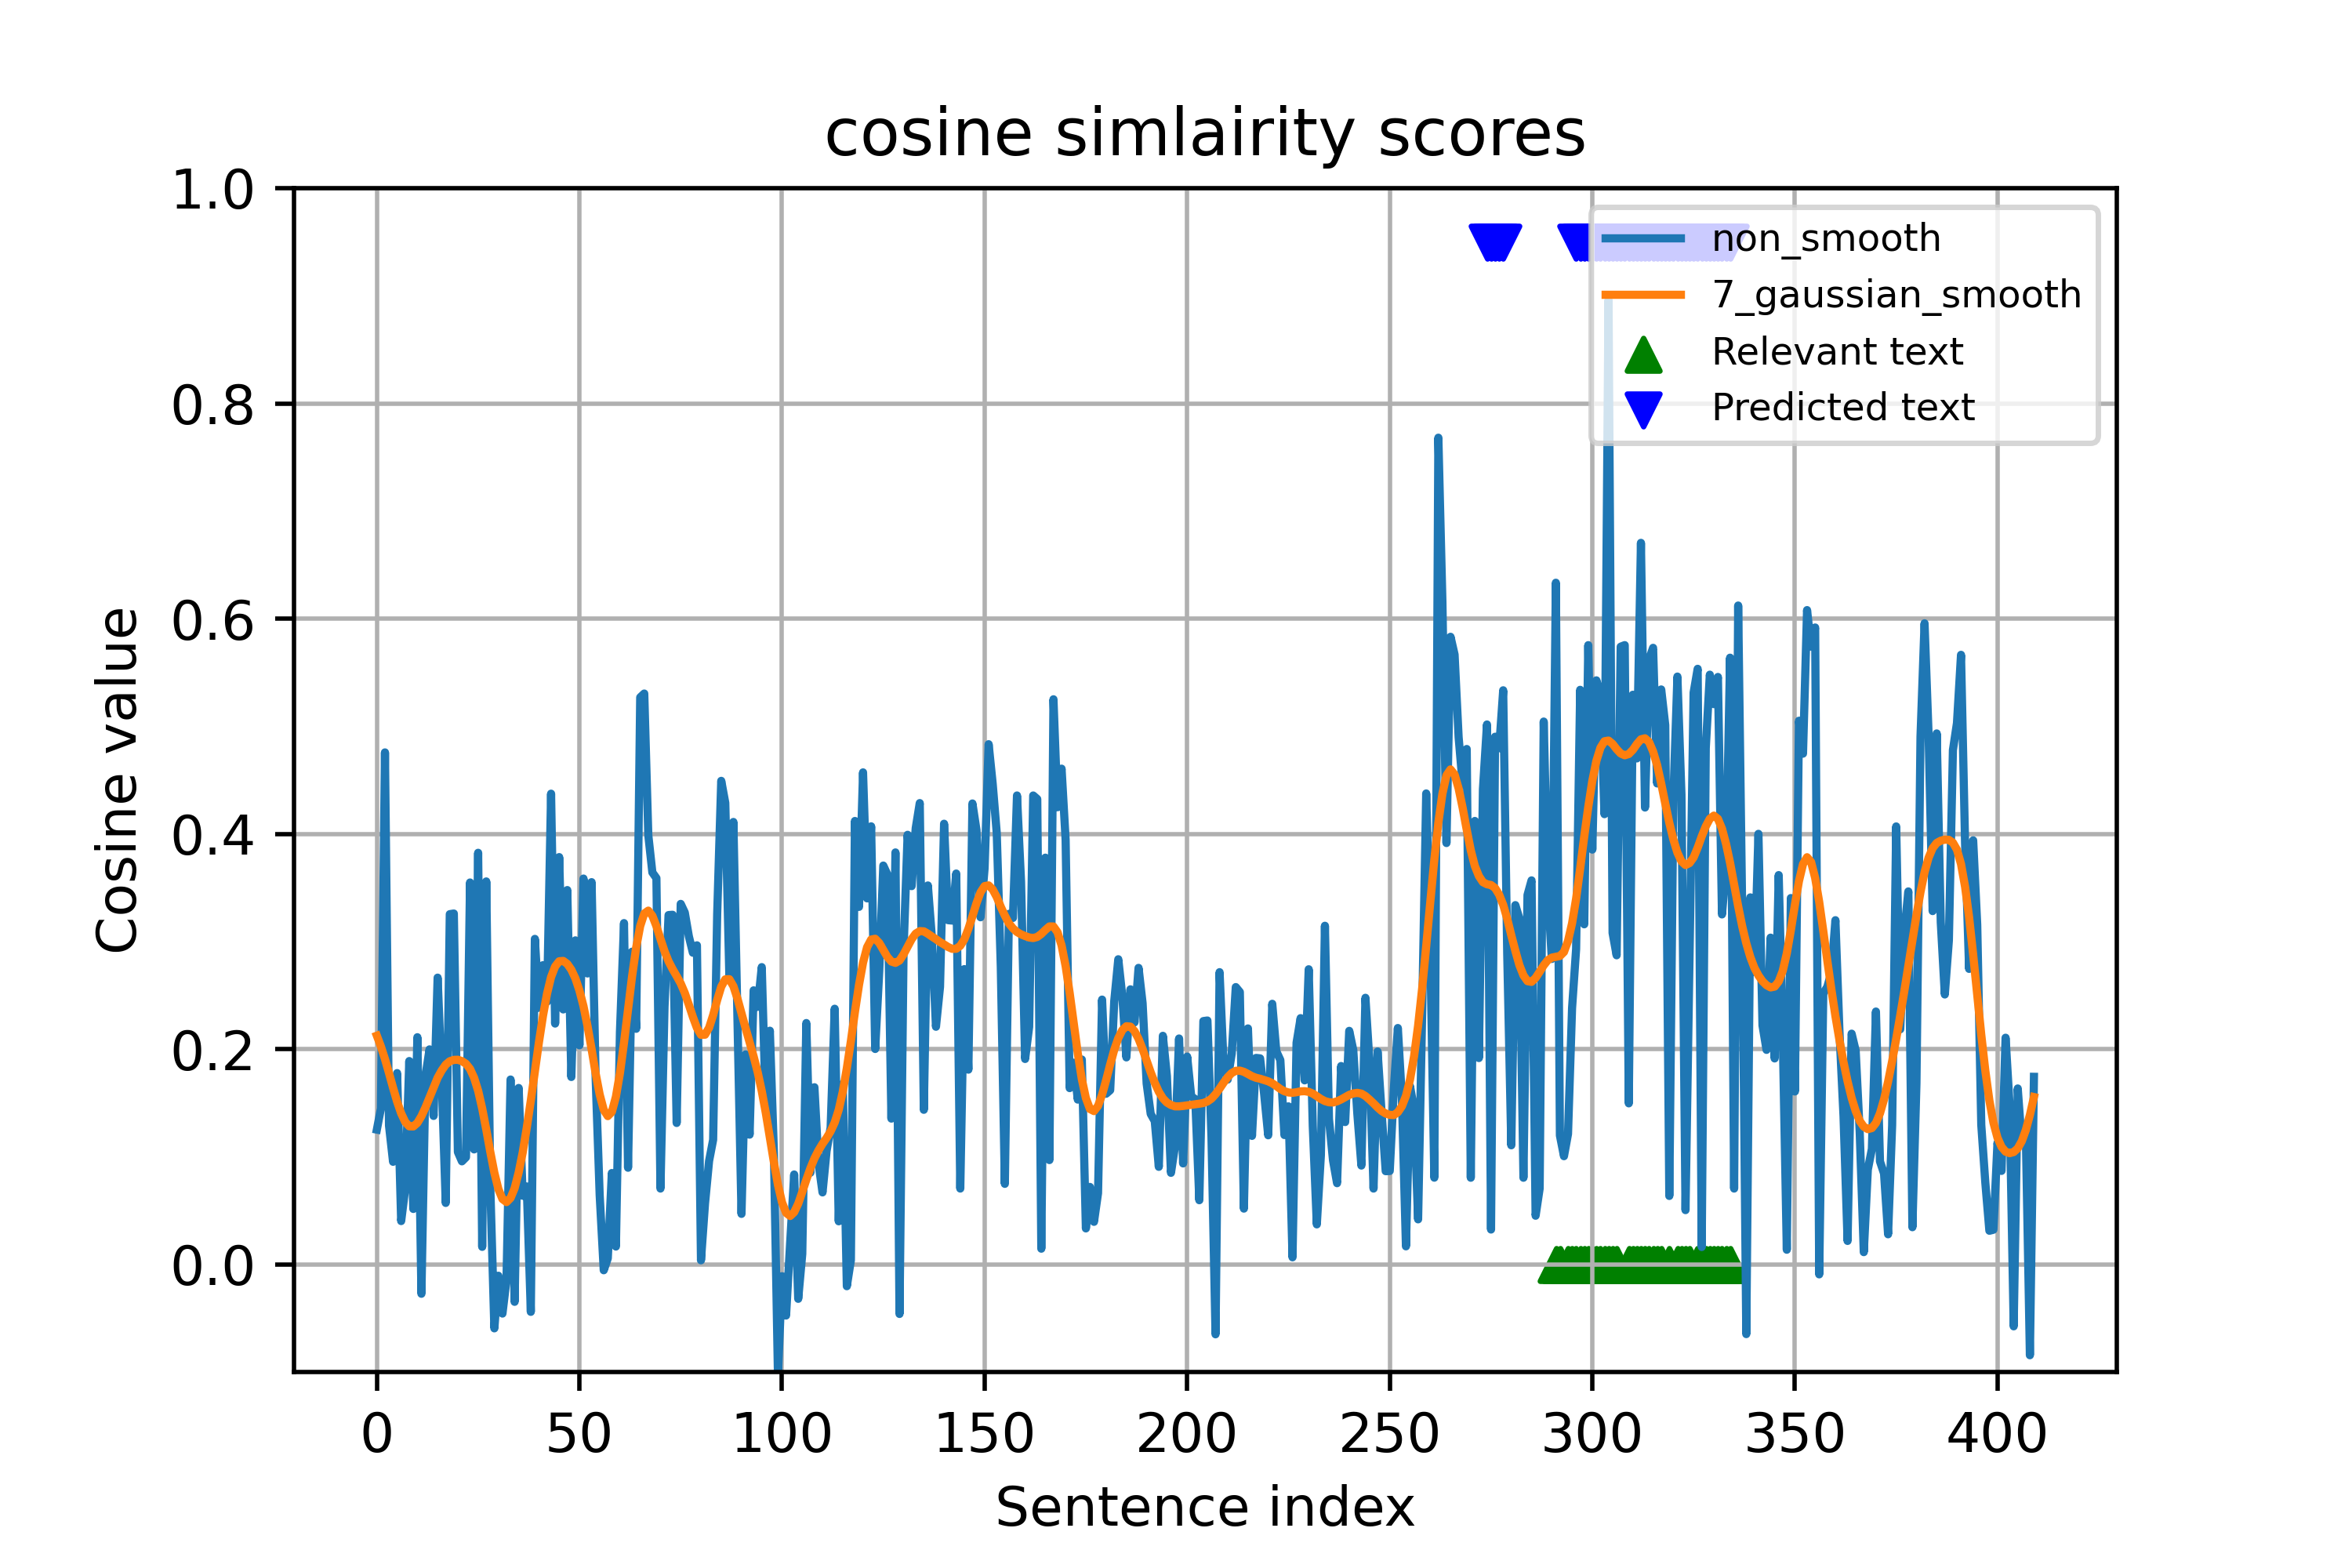 cosine simlairity scores
1.0
0.8
0.6
0.4
0.2
0.0
Cosine value
non_smooth
7_gaussian_smooth
Relevant text
Predicted text
0 50 100 150 200 250 300 350 400
Sentence index